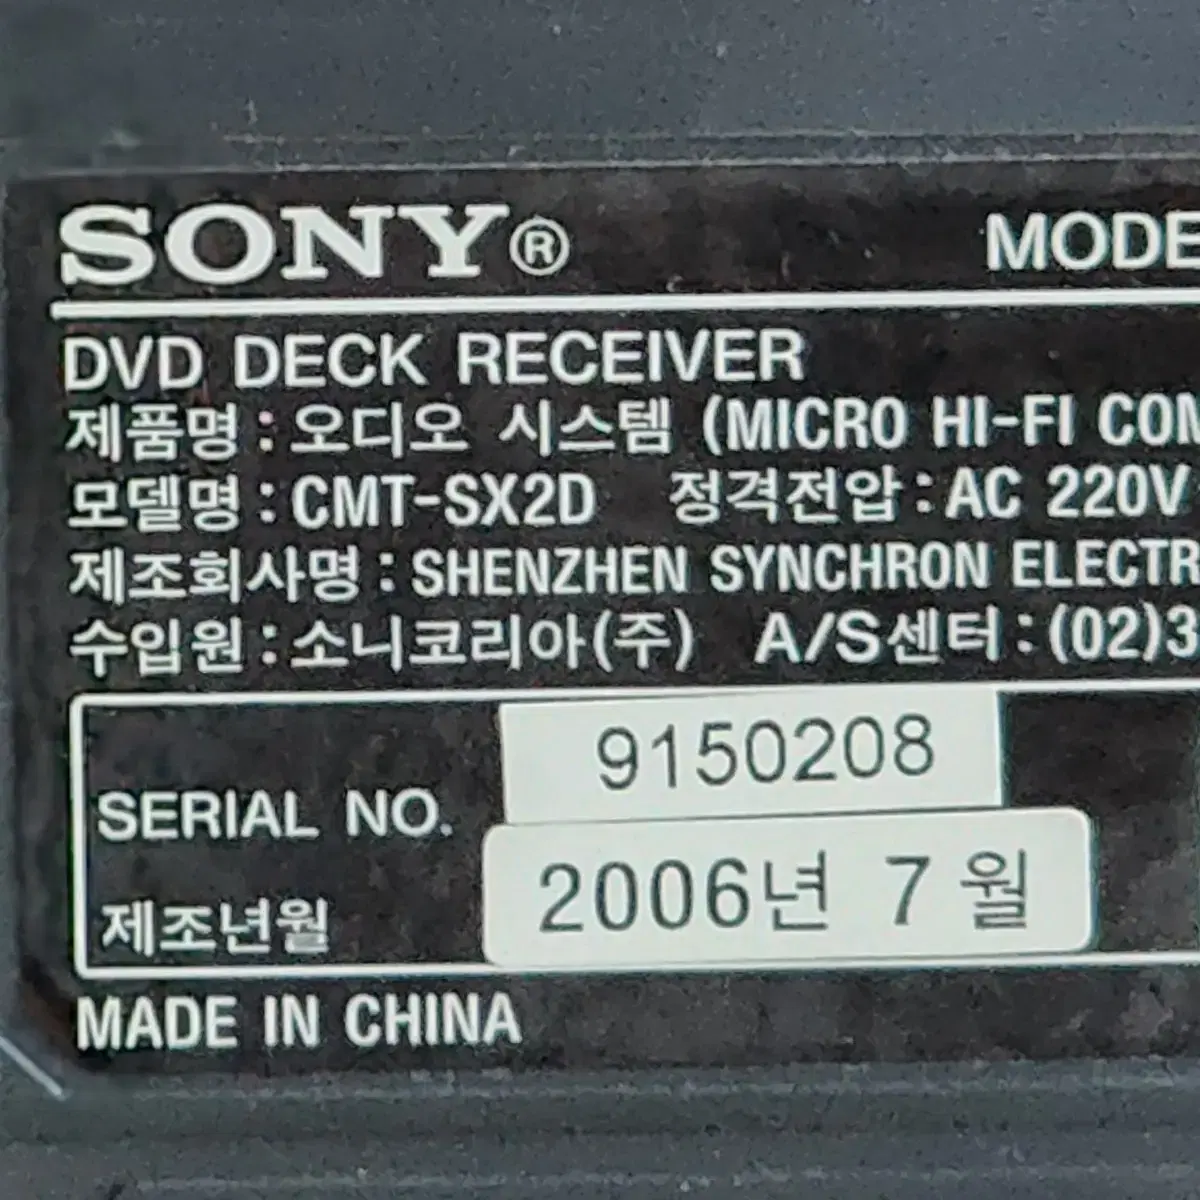 SONY® MODE
DVD DECK RECEIVER
제품명 : 오디오 시스템 (MICRO HI-FI COM
모델명 : CMT-SX2D 정격전압 : AC 220V
제조회사명 : SHENZHEN SYNCHRON ELECTR
수입원 : 소니코리아(주) A/S센터 : (02)3
9150208
SERIAL NO.
2006년 7월
제조년월
MADE IN CHINA